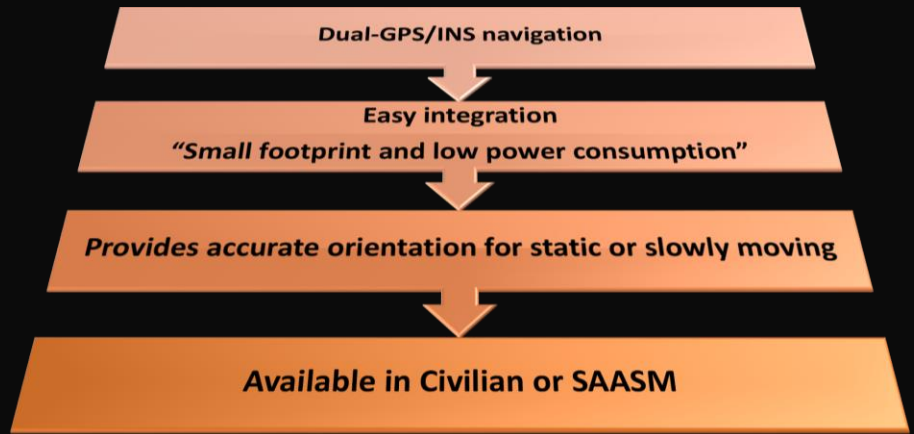 Dual-GPS/INS navigation
Easy integration
“Small footprint and low power consumption”
Provides accurate orientation for static or slowly moving
Available in Civilian or SAASM